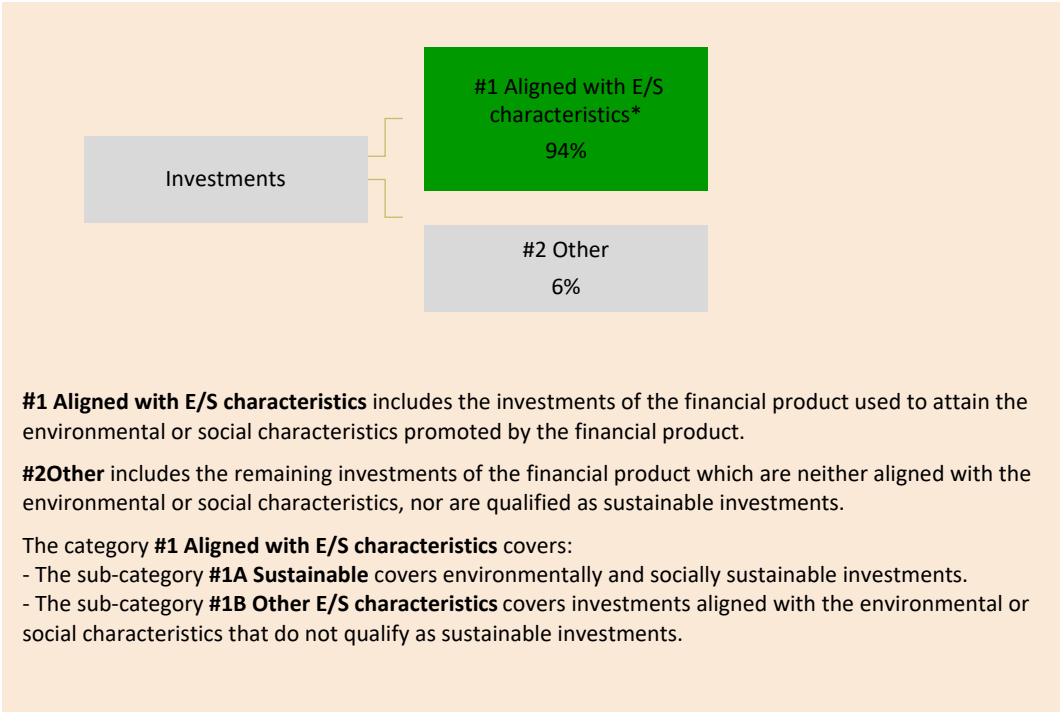 #1 Aligned with E/S
characteristics*
94%
Investments
#2 Other
6%
#1 Aligned with E/S characteristics includes the investments of the financial product used to attain the
environmental or social characteristics promoted by the financial product.
#2Other includes the remaining investments of the financial product which are neither aligned with the
environmental or social characteristics, nor are qualified as sustainable investments.
The category #1 Aligned with E/S characteristics covers:
- The sub-category #1A Sustainable covers environmentally and socially sustainable investments.
- The sub-category #1B Other E/S characteristics covers investments aligned with the environmental or
social characteristics that do not qualify as sustainable investments.